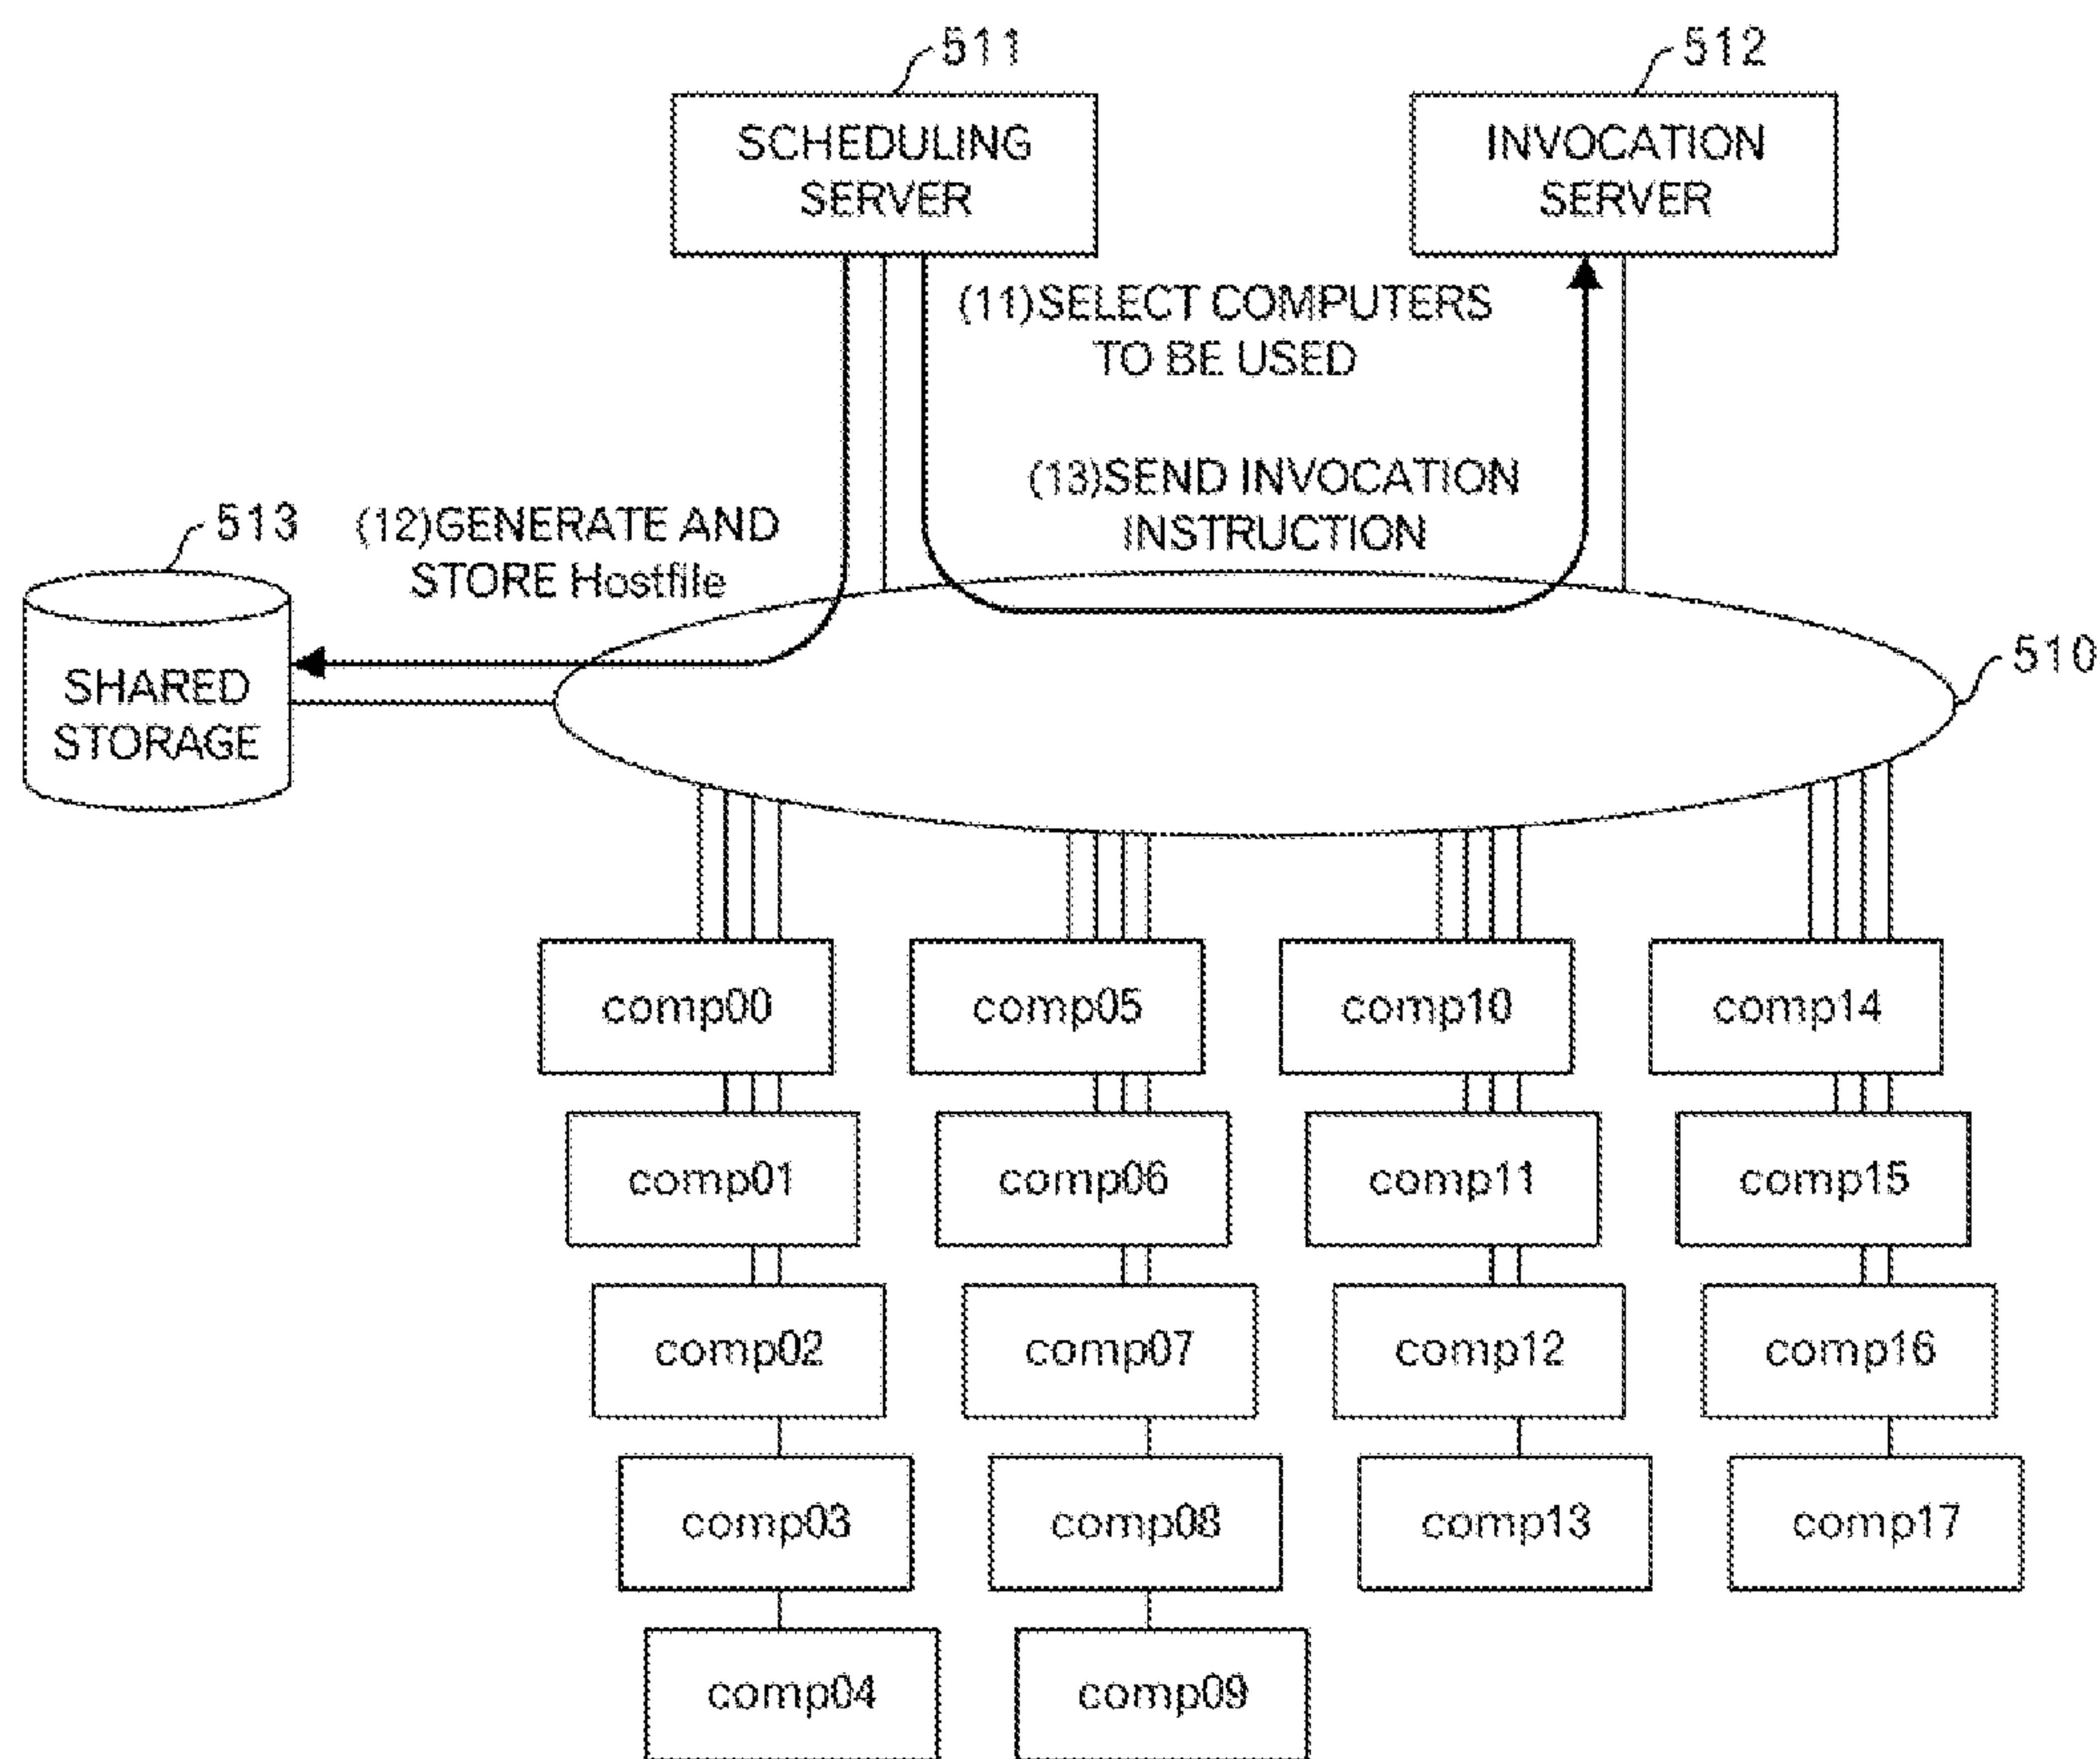 511
512
SCHEDULING
SERVER
INVOCATION
SERVER
(11)SELECT COMPUTERS
TO BE USED
(13)SEND INVOCATION
INSTRUCTION
513
(12)GENERATE AND
STORE Hostfile
SHARED
STORAGE
510
comp00
comp05
comp10
comp14
comp01
comp06
comp11
comp15
comp02
comp07
comp12
comp16
comp03
comp08
comp13
comp17
comp04
comp09